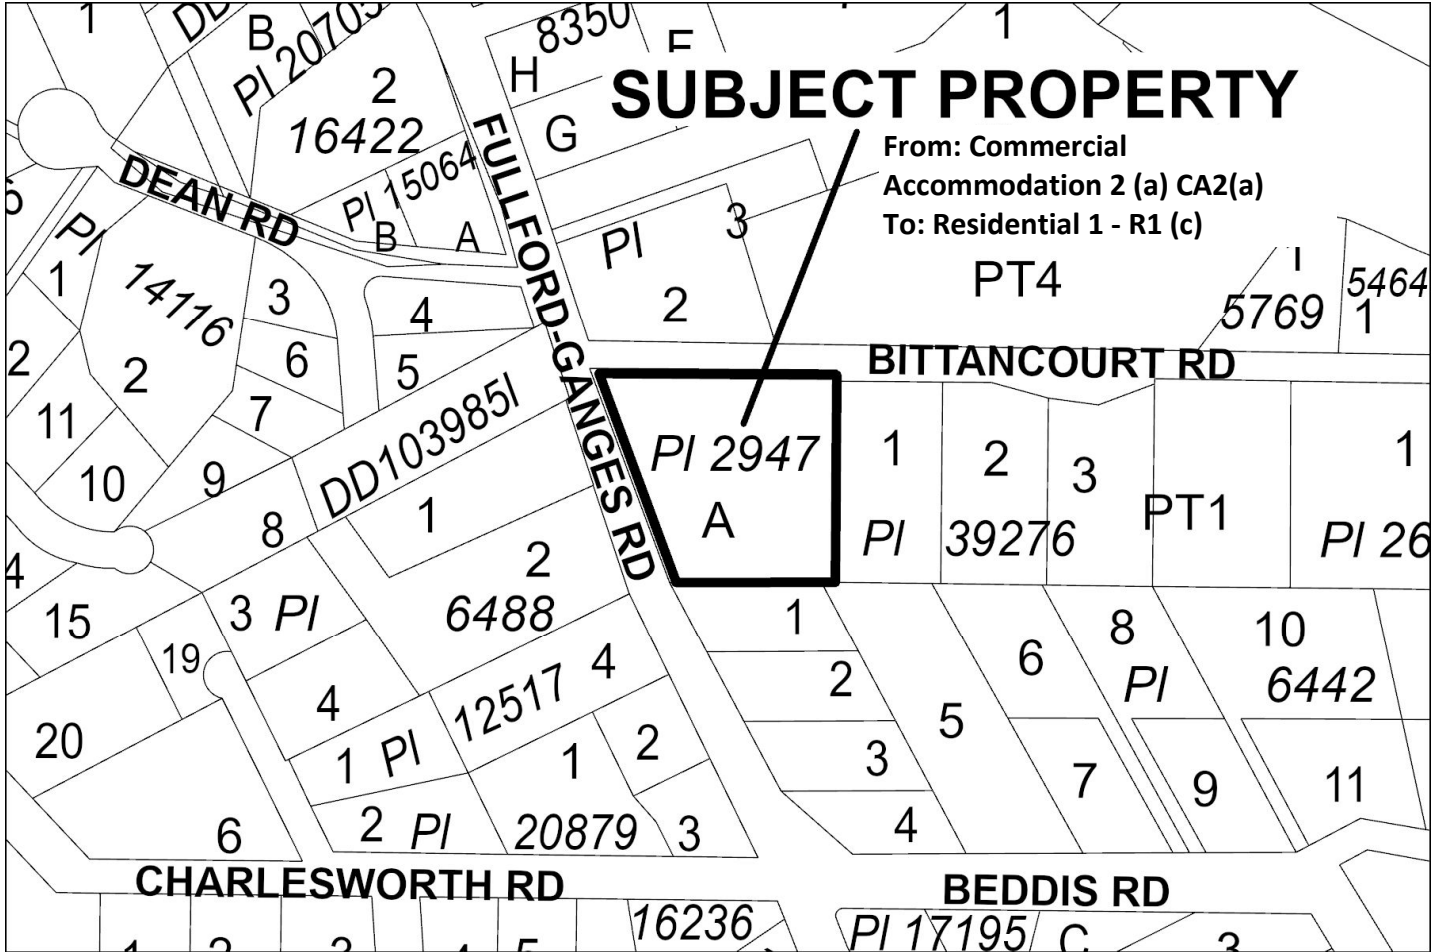 1
B
Pl 20705
8350
1
H
2
16422
G
SUBJECT PROPERTY
From: Commercial
Accommodation 2 (a) CA2(a)
To: Residential 1 - R1 (c)
FULLFORD-GANGES RD
DEAN RD
Pl 15064
B
A
Pl
3
2
PT4
1
5769
5464
1
Pl
1
14116
2
3
4
6
5
7
2
11
10
9
8
DD103985I
1
2
6488
BITTANCOURT RD
Pl 2947
A
1
2
3
Pl
39276
PT1
1
Pl 26
4
15
19
20
6
3 Pl
4
12517
4
1 Pl
2 Pl
1
2
20879
3
1
2
3
4
5
6
7
8
Pl
9
10
6442
11
CHARLESWORTH RD
BEDDIS RD
16236
Pl 17195
C
3